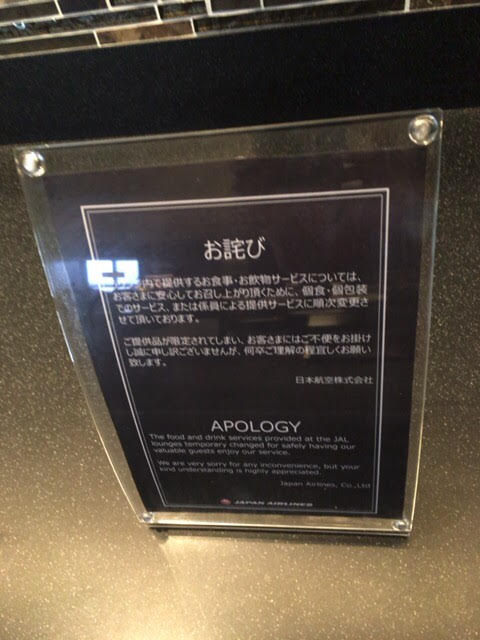 お詫び
内で提供するお食事・お飲物サービスについては、
お客さまに安心してお召し上がり頂くために、個食・個包装
でのサービス、または係員による提供サービスに順次変更さ
せて頂いております。
ご提供品が限定されてしまい、お客さまにはご不便をお掛け
し誠に申し訳ございませんが、何卒ご理解の程宜しくお願い
致します。
日本航空株式会社
APOLOGY
The food and drink services provided at the JAL
lounges temporary changed for safely having our
valuable guests enjoy our service.
We are very sorry for any inconvenience, but your
kind understanding is highly appreciated.
Japan Airlines, Co.,Ltd
JAPAN AIRLINES